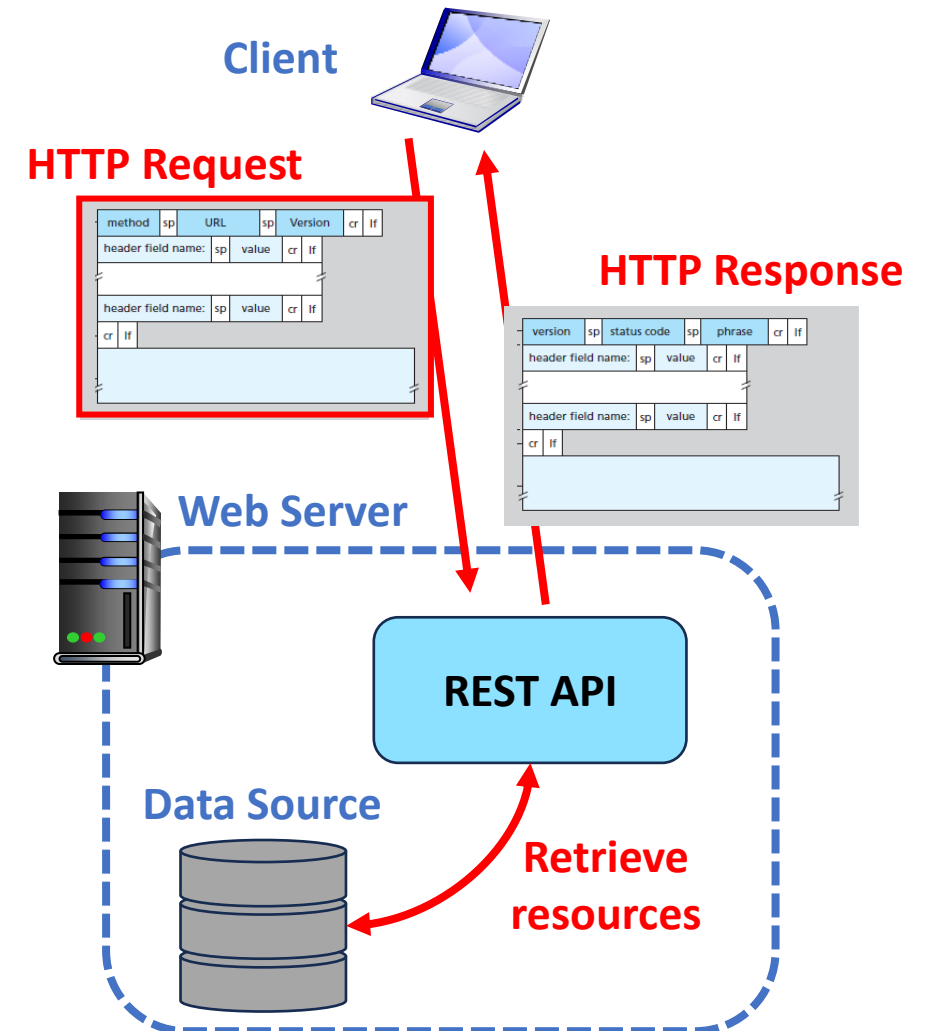 Client
HTTP Request
method sp URL sp Version cr lf
header field name: sp value cr lf
header field name: sp value cr lf
cr lf
HTTP Response
version sp status code sp phrase cr lf
header field name: sp value cr lf
header field name: sp value cr lf
cr lf
Web Server
REST API
Data Source
Retrieve
resources